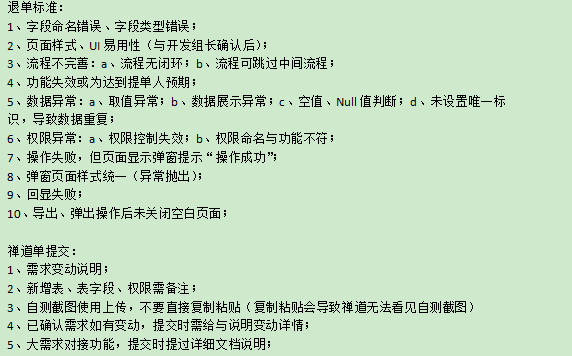 退单标准：
1、字段命名错误、字段类型错误；
2、页面样式、UI 易用性（与开发组长确认后）；
3、流程不完善：a、流程无闭环；b、流程可跳过中间流程；
4、功能失效或为达到提单人预期；
5、数据异常：a、取值异常；b、数据展示异常；c、空值、Null 值判断；d、未设置唯一标
识，导致数据重复；
6、权限异常：a、权限控制失效；b、权限命名与功能不符；
7、操作失败，但页面显示弹窗提示“操作成功”；
8、弹窗页面样式统一（异常抛出）；
9、回显失败；
10、导出、弹出操作后未关闭空白页面；
禅道单提交：
1、需求变动说明；
2、新增表、表字段、权限需备注；
3、自测截图使用上传，不要直接复制粘贴（复制粘贴会导致禅道无法看见自测截图）
4、已确认需求如有变动，提交时需给与说明变动详情；
5、大需求对接功能，提交时提过详细文档说明；